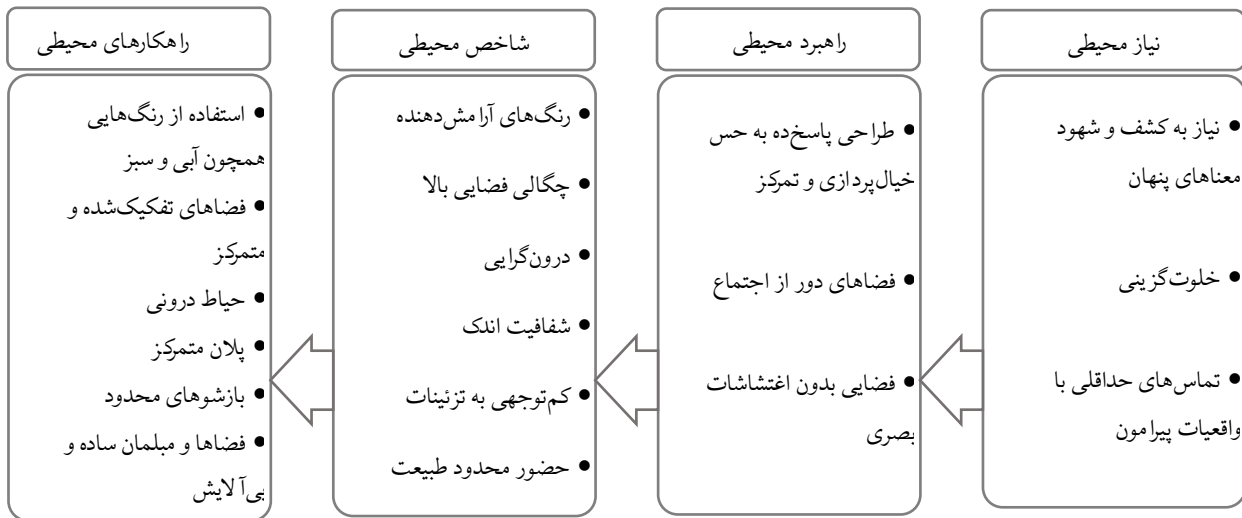 نیاز محیطی
• نیاز به کشف و شهود
معناهای پنهان
• خلوت‌گزینی
• تماس‌های حداقلی با
واقعیات پیرامون
راهبرد محیطی
• طراحی پاسخ‌ده به حس
خیال‌پردازی و تمرکز
• فضاهای دور از اجتماع
• فضایی بدون اغتشاشات
بصری
شاخص محیطی
• رنگ‌های آرامش‌دهنده
• چگالی فضایی بالا
• درون‌گرایی
• شفافیت اندک
• کم‌توجهی به تزئینات
• حضور محدود طبیعت
راهکارهای محیطی
• استفاده از رنگ‌هایی
همچون آبی و سبز
• فضاهای تفکیک‌شده و
متمرکز
• حیاط درونی
• پلان متمرکز
• بازشوهای محدود
• فضاها و مبلمان ساده و
بی‌آلایش